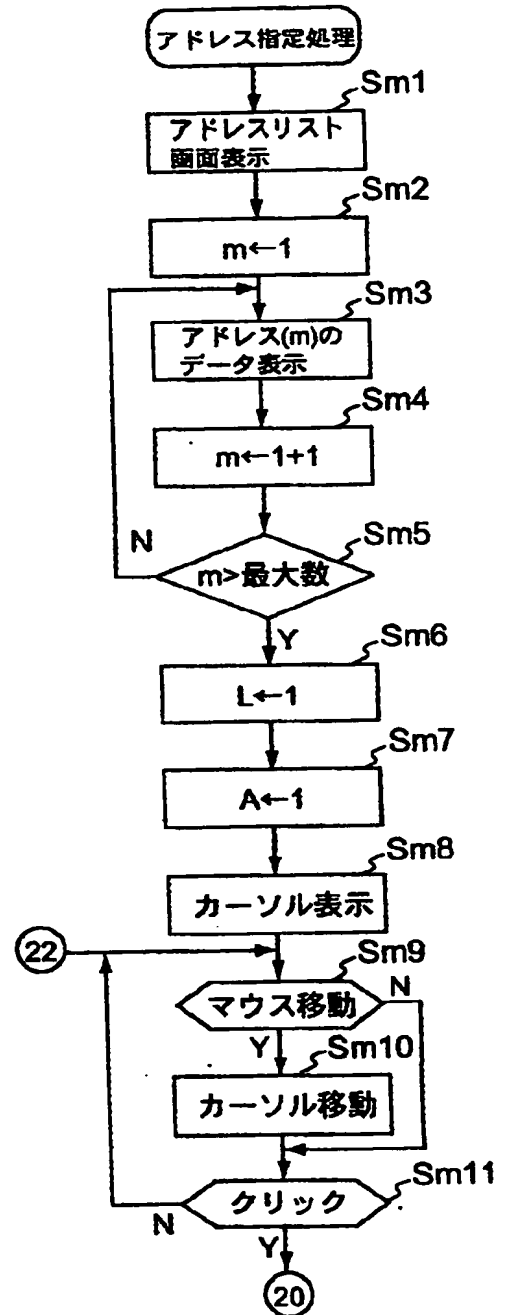 アドレス指定処理
Sm1
アドレスリスト
画面表示
Sm2
m←1
Sm3
アドレス(m)の
データ表示
Sm4
m←1+1
Sm5
N
m>最大数
Y
Sm6
L←1
Sm7
A←1
Sm8
カーソル表示
22
Sm9
マウス移動
N
Y
Sm10
カーソル移動
Sm11
クリック
N
Y
20